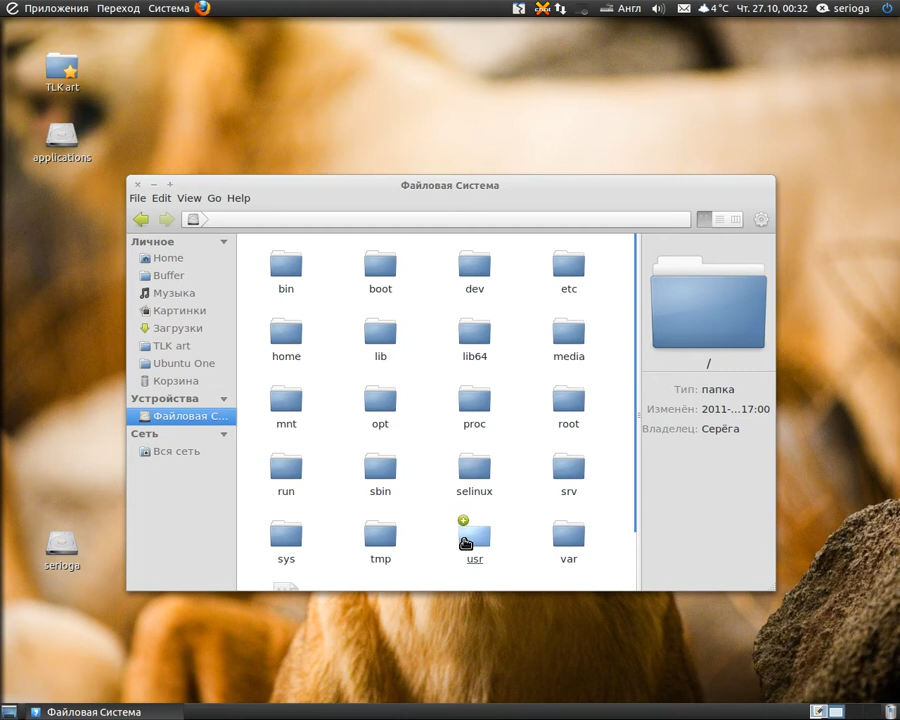 Приложения Переход Система
Англ
4 °C
Чт. 27.10, 00:32
serioga
TLK art
applications
serioga
Файловая Система
File Edit View Go Help
Личное
Home
Buffer
Музыка
Картинки
Загрузки
TLK art
Ubuntu One
Корзина
Устройства
Файловая С...
Сеть
Вся сеть
bin boot dev etc
home lib lib64 media
mnt opt proc root
run sbin selinux srv
sys tmp usr var
/
Тип: папка
Изменён: 2011-...17:00
Владелец: Серёга
Файловая Система